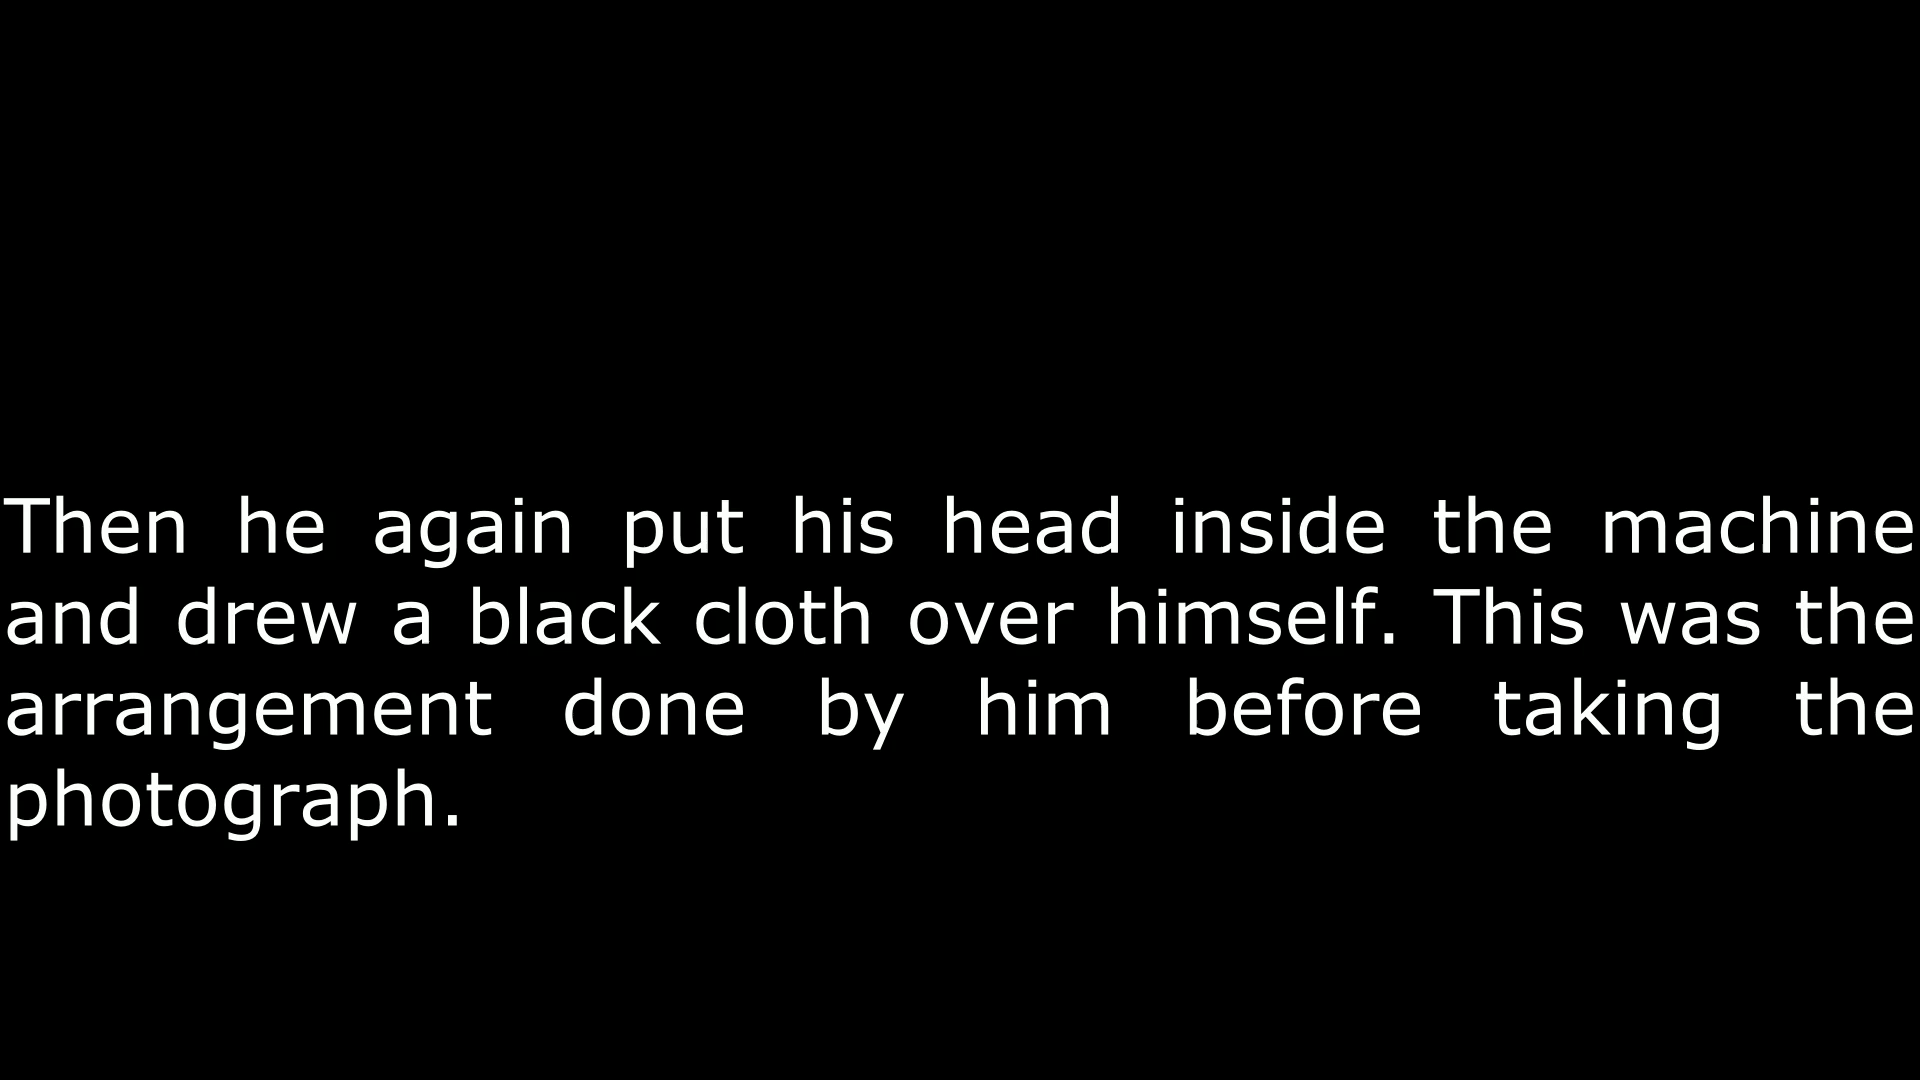 Then he again put his head inside the machine
and drew a black cloth over himself. This was the
arrangement done by him before taking the
photograph.